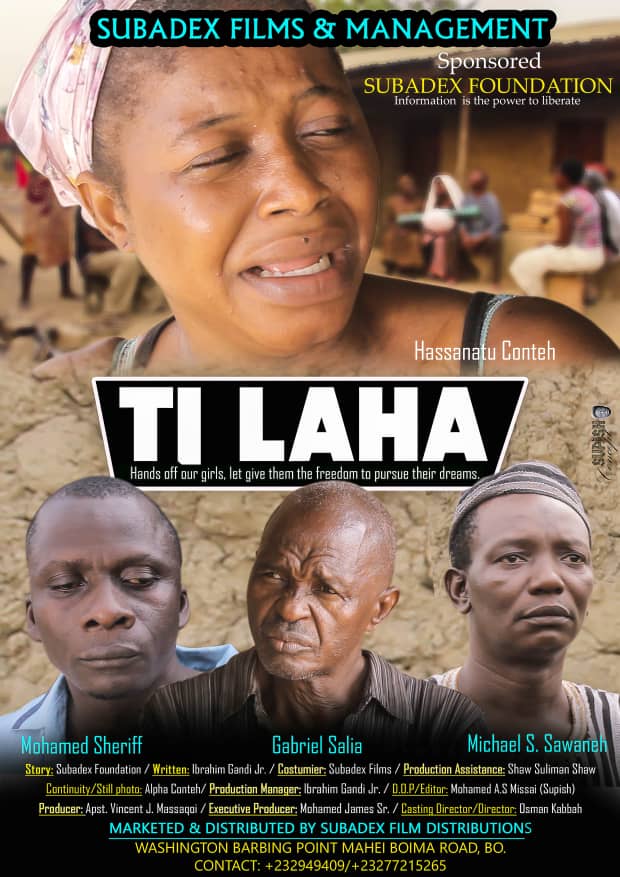 SUBADEX FILMS & MANAGEMENT
Sponsored
SUBADEX FOUNDATION
Information is the power to liberate
Hassanatu Conteh
TI LAHA
Hands off our girls, let give them the freedom to pursue their dreams.
SUPISH
Mohamed Sheriff
Gabriel Salia
Michael S. Sawaneh
Story: Subadex Foundation / Written: Ibrahim Gandi Jr. / Costumier: Subadex Films / Production Assistance: Shaw Suliman Shaw
Continuity/Still photo: Alpha Conteh/ Production Manager: Ibrahim Gandi Jr. / D.O.P/Editor: Mohamed A.S Missai (Supish)
Producer: Apst. Vincent J. Massaqoi / Executive Producer: Mohamed James Sr. / Casting Director/Director: Osman Kabbah
MARKETED & DISTRIBUTED BY SUBADEX FILM DISTRIBUTIONS
WASHINGTON BARBING POINT MAHEI BOIMA ROAD, BO.
CONTACT: +232949409/+23277215265